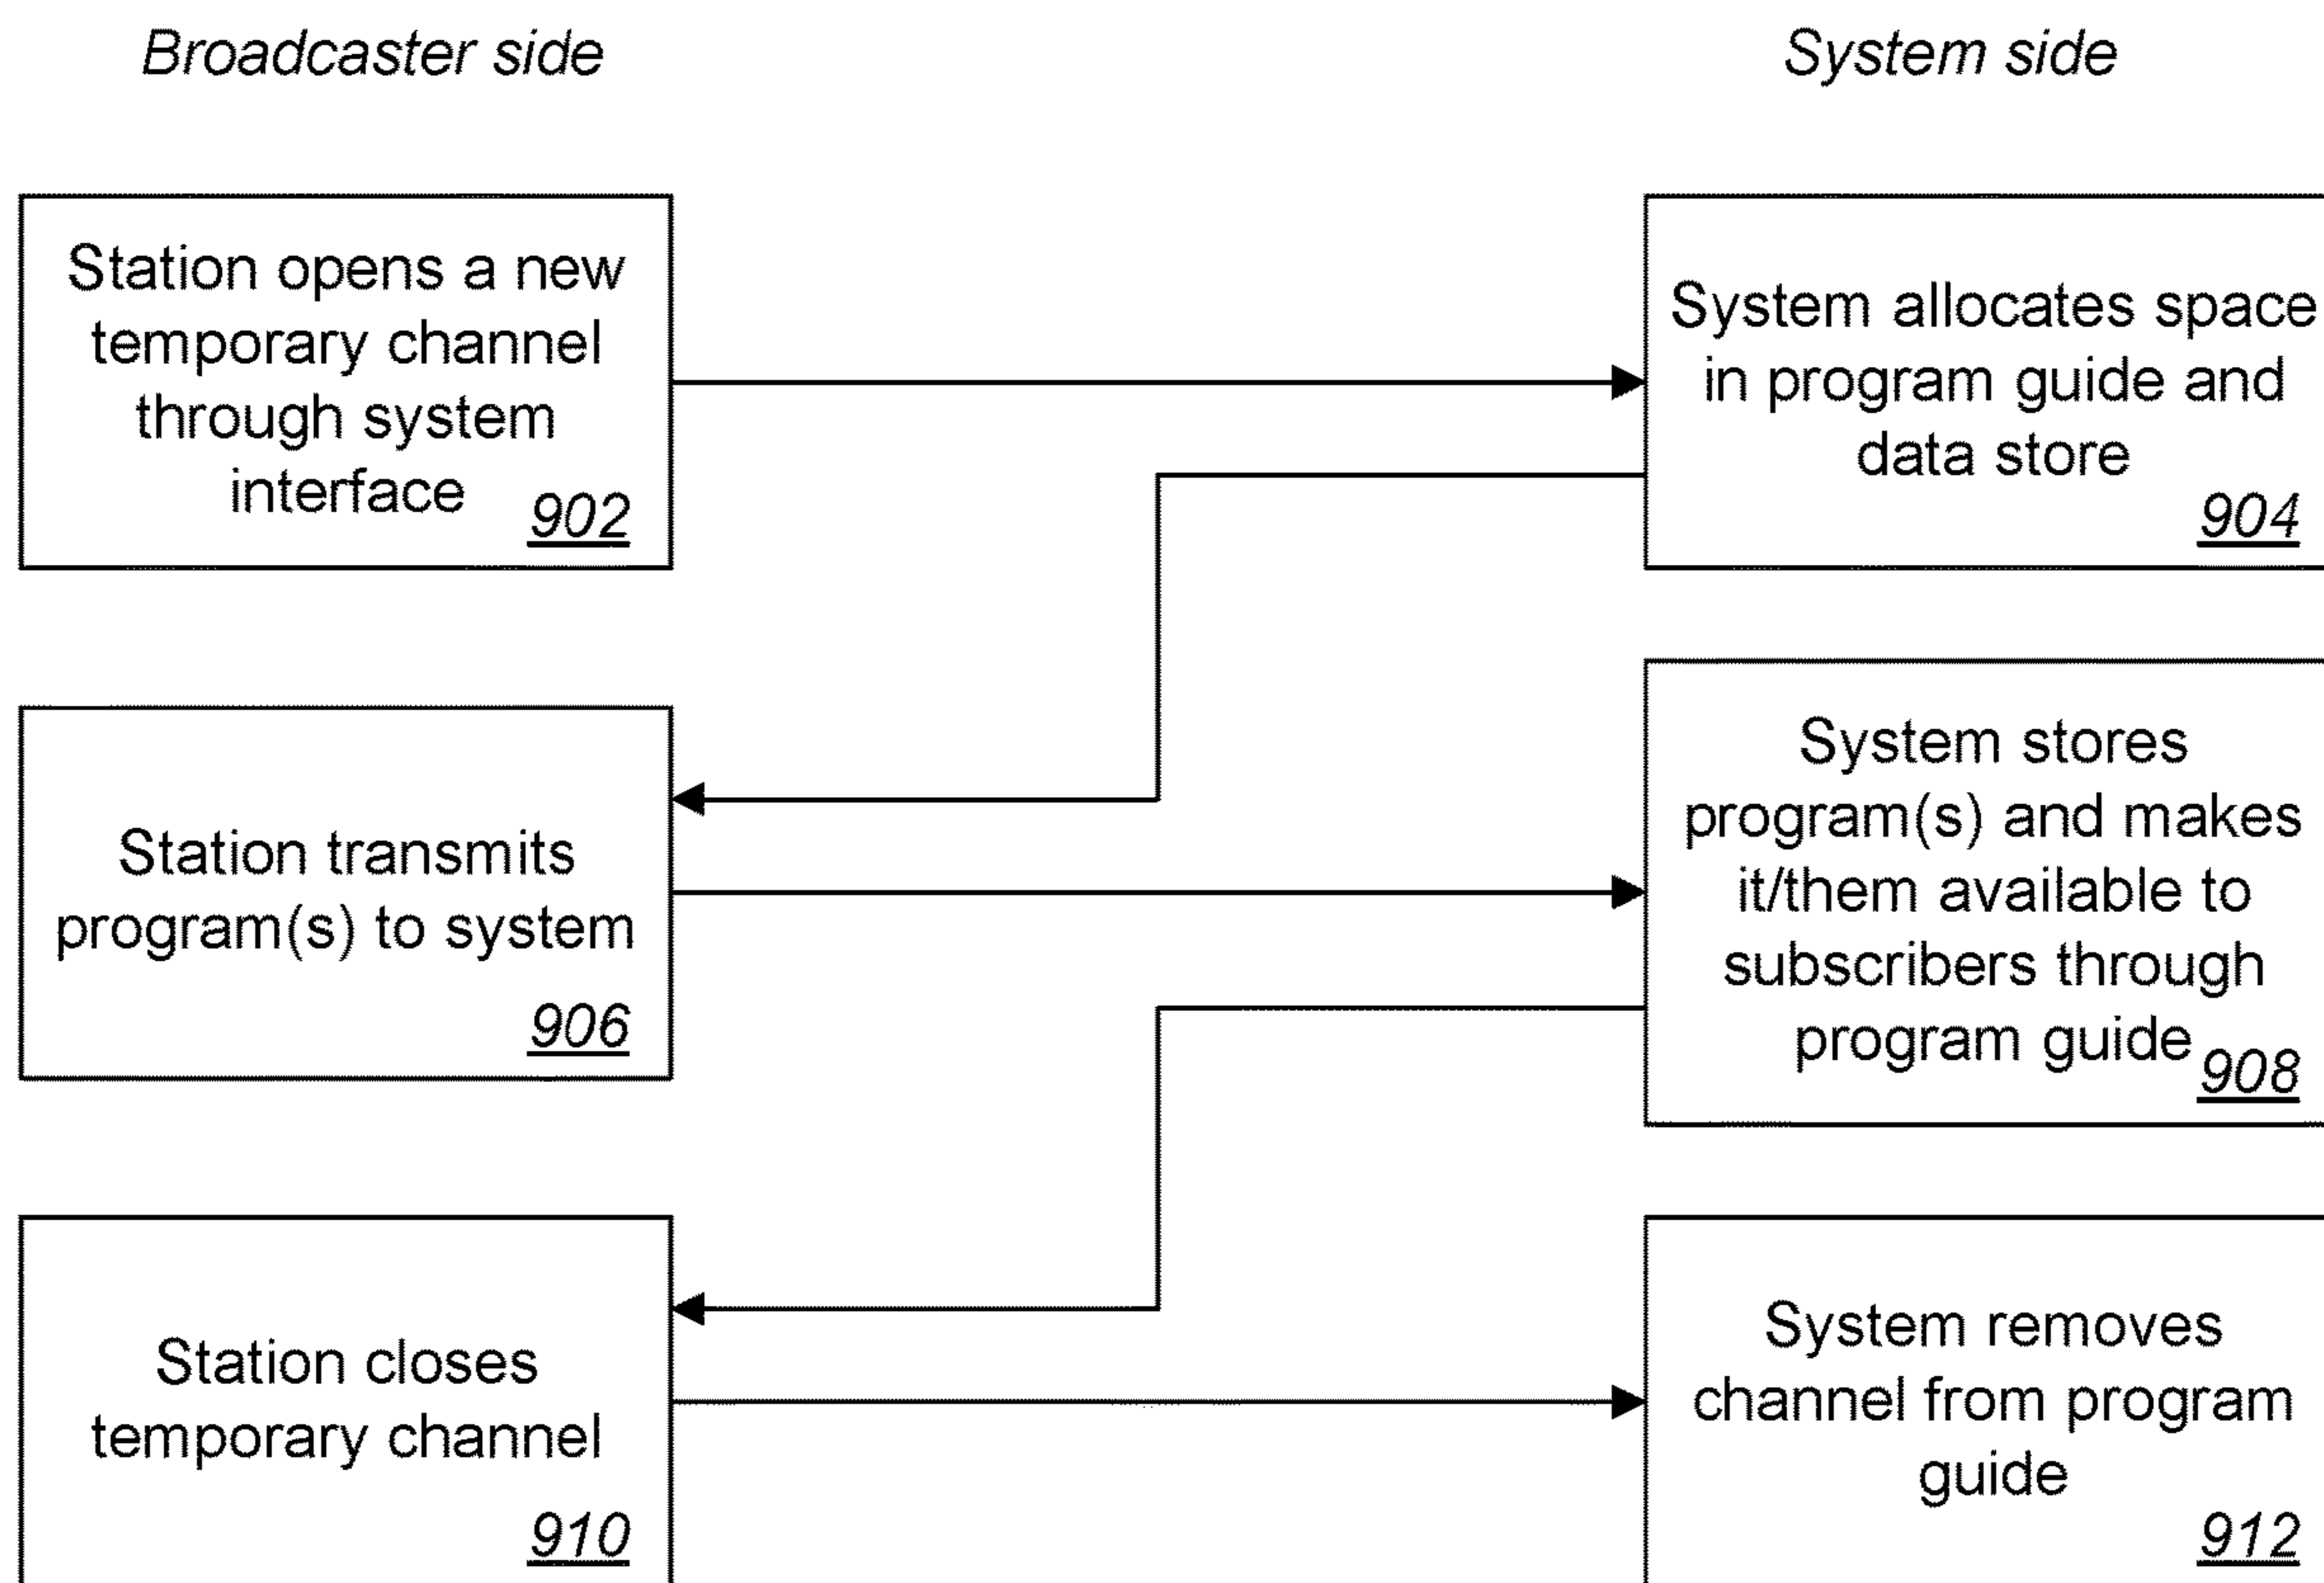 Broadcaster side
System side
Station opens a new
temporary channel
through system
interface
902
System allocates space
in program guide and
data store
904
Station transmits
program(s) to system
906
System stores
program(s) and makes
it/them available to
subscribers through
program guide
908
Station closes
temporary channel
910
System removes
channel from program
guide
912